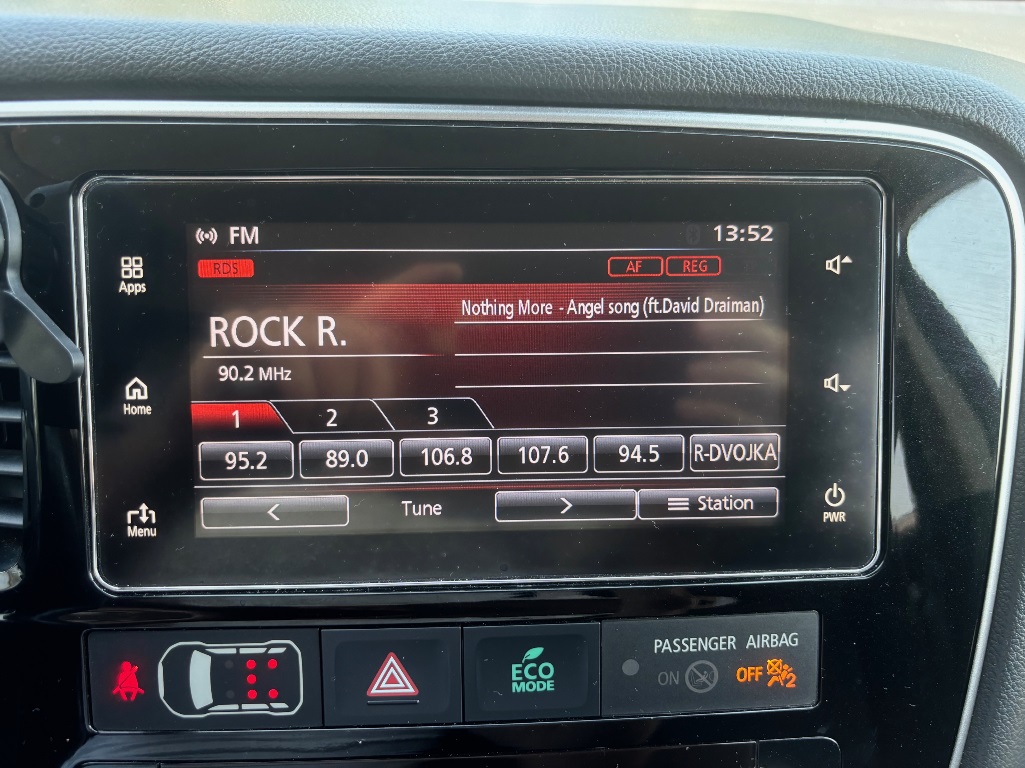 FM
13:52
RDS
AF
REG
Apps
Nothing More - Angel song (ft.David Draiman)
ROCK R.
90.2 MHz
Home
1
2
3
95.2
89.0
106.8
107.6
94.5
R-DVOJKA
<
Tune
>
Station
Menu
PWR
ECO
MODE
PASSENGER AIRBAG
ON
OFF
2